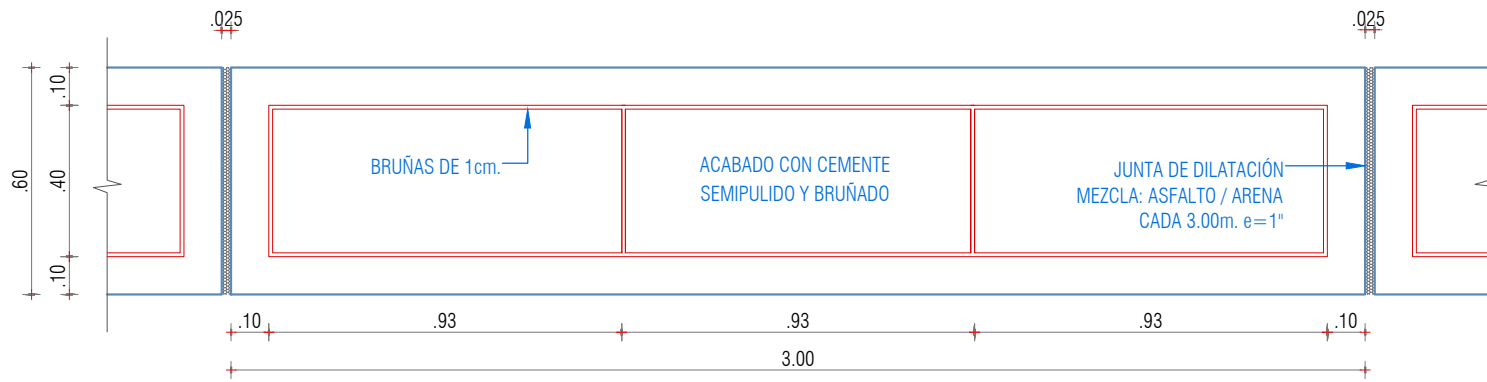 .025
.025
.10
.60
.40
.10
BRUÑAS DE 1cm.
ACABADO CON CEMENTE
SEMIPULIDO Y BRUÑADO
JUNTA DE DILATACIÓN
MEZCLA: ASFALTO / ARENA
CADA 3.00m. e=1"
.10
.93
.93
.93
.10
3.00